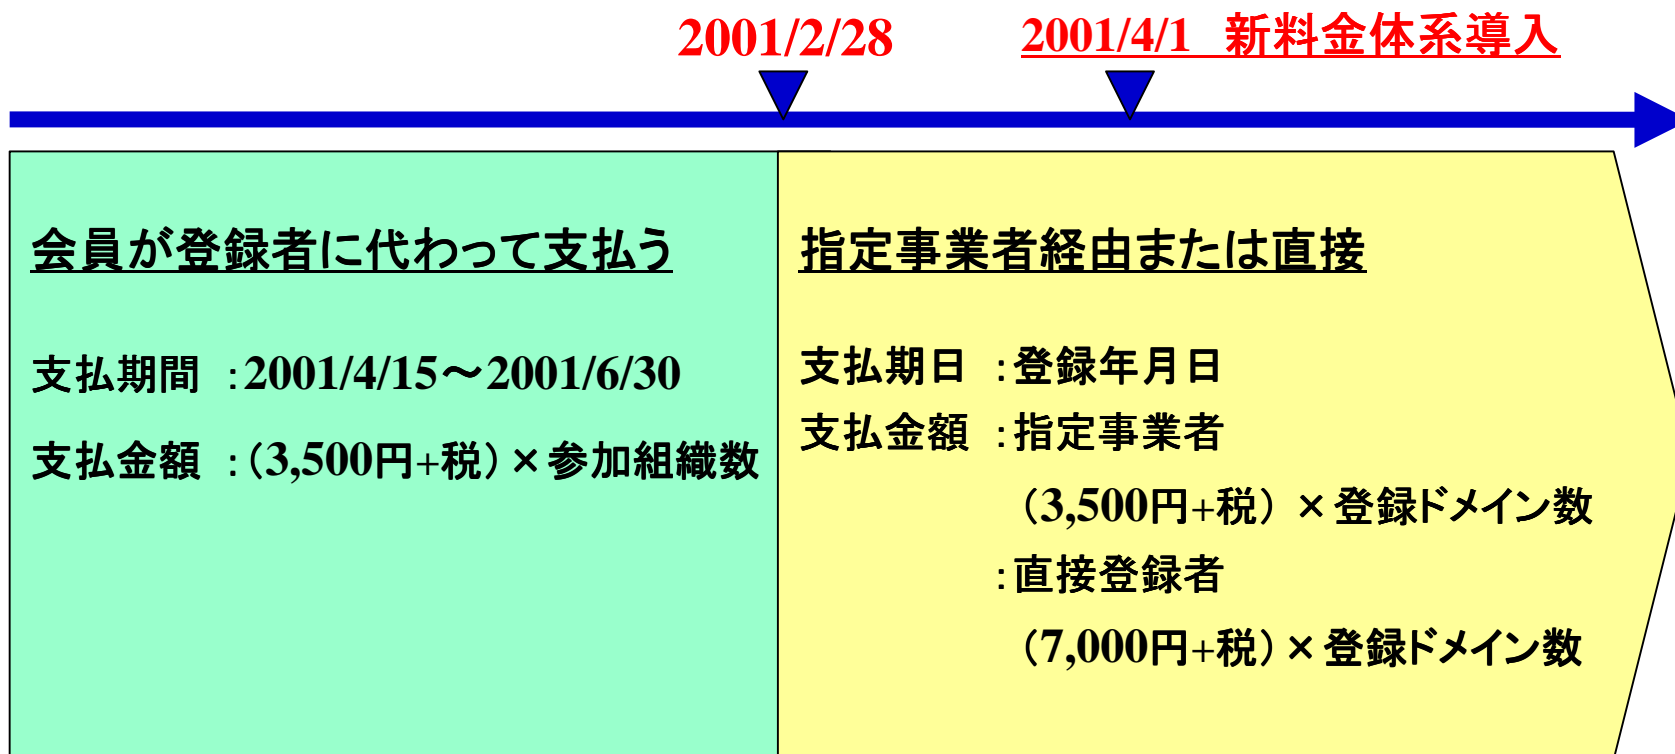 2001/2/28
2001/4/1 新料金体系導入
会員が登録者に代わって支払う
支払期間 :2001/4/15～2001/6/30
支払金額 :(3,500円+税)×参加組織数
指定事業者経由または直接
支払期日 :登録年月日
支払金額 :指定事業者
(3,500円+税) ×登録ドメイン数
:直接登録者
(7,000円+税)×登録ドメイン数